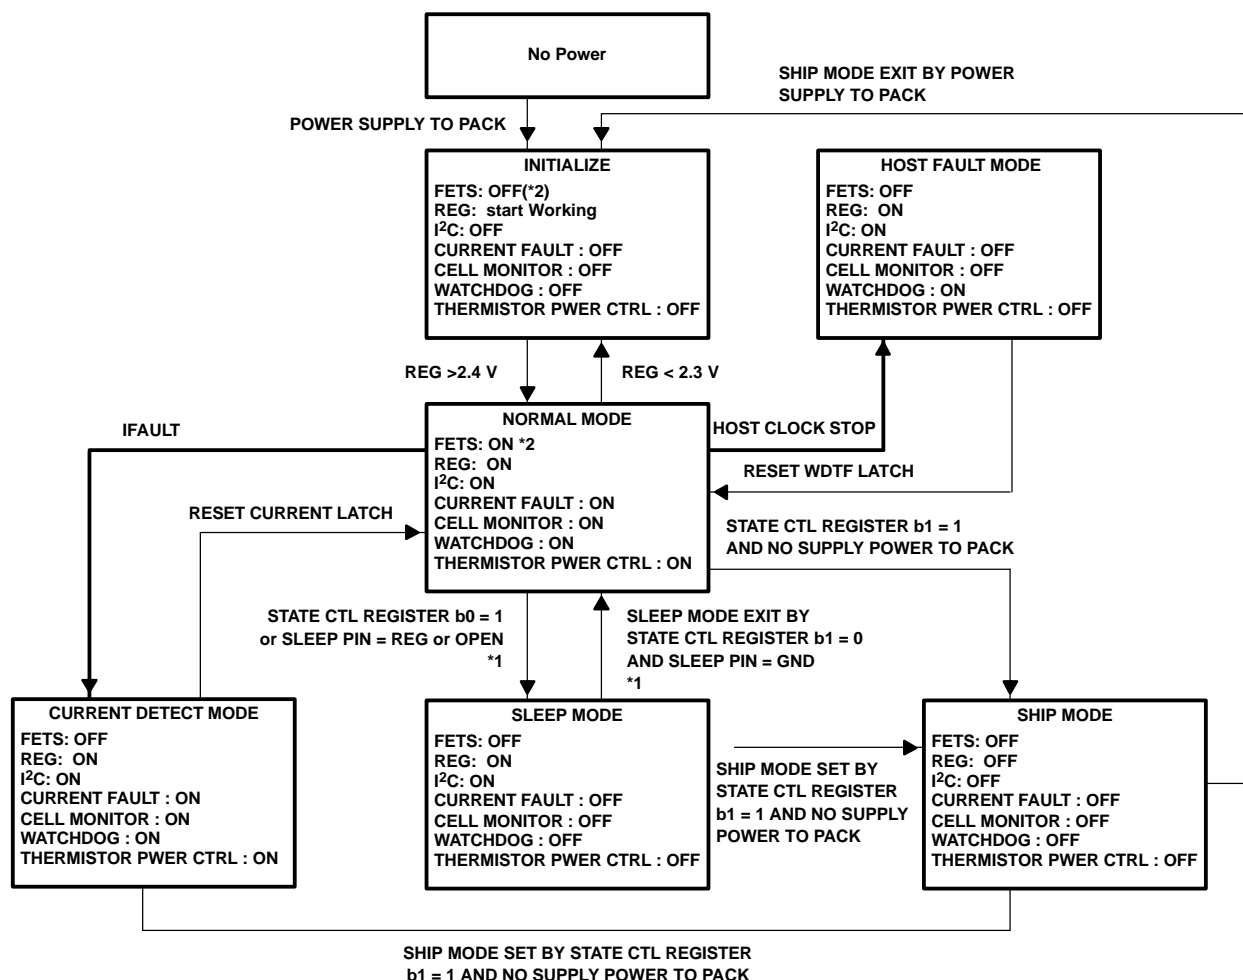 No Power
SHIP MODE EXIT BY POWER
SUPPLY TO PACK
POWER SUPPLY TO PACK
INITIALIZE
FETS: OFF(*2)
REG: start Working
I²C: OFF
CURRENT FAULT : OFF
CELL MONITOR : OFF
WATCHDOG : OFF
THERMISTOR PWER CTRL : OFF
HOST FAULT MODE
FETS: OFF
REG: ON
I²C: ON
CURRENT FAULT : OFF
CELL MONITOR : OFF
WATCHDOG : ON
THERMISTOR PWER CTRL : OFF
REG >2.4 V
REG < 2.3 V
IFAULT
NORMAL MODE
FETS: ON *2
REG: ON
I²C: ON
CURRENT FAULT : ON
CELL MONITOR : ON
WATCHDOG : ON
THERMISTOR PWER CTRL : ON
HOST CLOCK STOP
RESET WDTF LATCH
RESET CURRENT LATCH
STATE CTL REGISTER b1 = 1
AND NO SUPPLY POWER TO PACK
STATE CTL REGISTER b0 = 1
or SLEEP PIN = REG or OPEN
*1
SLEEP MODE EXIT BY
STATE CTL REGISTER b1 = 0
AND SLEEP PIN = GND
*1
CURRENT DETECT MODE
FETS: OFF
REG: ON
I²C: ON
CURRENT FAULT : ON
CELL MONITOR : ON
WATCHDOG : ON
THERMISTOR PWER CTRL : ON
SLEEP MODE
FETS: OFF
REG: ON
I²C: ON
CURRENT FAULT : OFF
CELL MONITOR : OFF
WATCHDOG: OFF
THERMISTOR PWER CTRL : OFF
SHIP MODE SET BY
STATE CTL REGISTER
b1 = 1 AND NO SUPPLY
POWER TO PACK
SHIP MODE
FETS: OFF
REG: OFF
I²C: OFF
CURRENT FAULT : OFF
CELL MONITOR : OFF
WATCHDOG : OFF
THERMISTOR PWER CTRL : OFF
SHIP MODE SET BY STATE CTL REGISTER
b1 = 1 AND NO SUPPLY POWER TO PACK